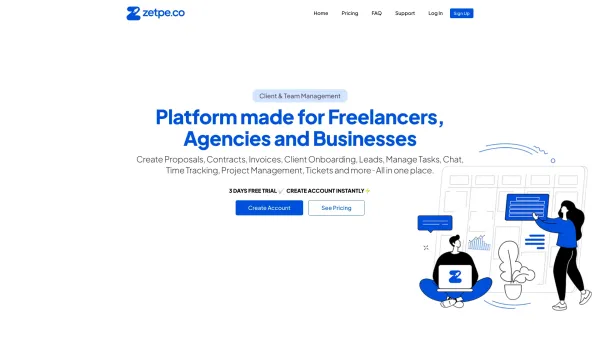 zetpe.co
Home Pricing FAQ Support Log In Sign Up
Client & Team Management
Platform made for Freelancers,
Agencies and Businesses
Create Proposals, Contracts, Invoices, Client Onboarding, Leads, Manage Tasks, Chat,
Time Tracking, Project Management, Tickets and more - All in one place.
3 DAYS FREE TRIAL ✅ CREATE ACCOUNT INSTANTLY⚡
Create Account See Pricing